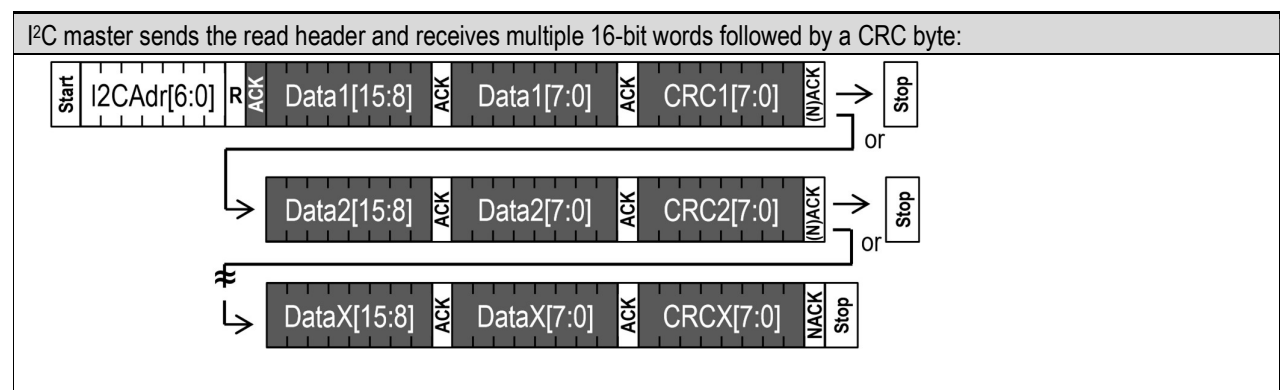 I²C master sends the read header and receives multiple 16-bit words followed by a CRC byte:
Start I2CAdr[6:0] R ACK Data1[15:8] ACK Data1[7:0] ACK CRC1[7:0] (N)ACK Stop
or
Data2[15:8] ACK Data2[7:0] ACK CRC2[7:0] (N)ACK Stop
or
DataX[15:8] ACK DataX[7:0] ACK CRCX[7:0] NACK Stop